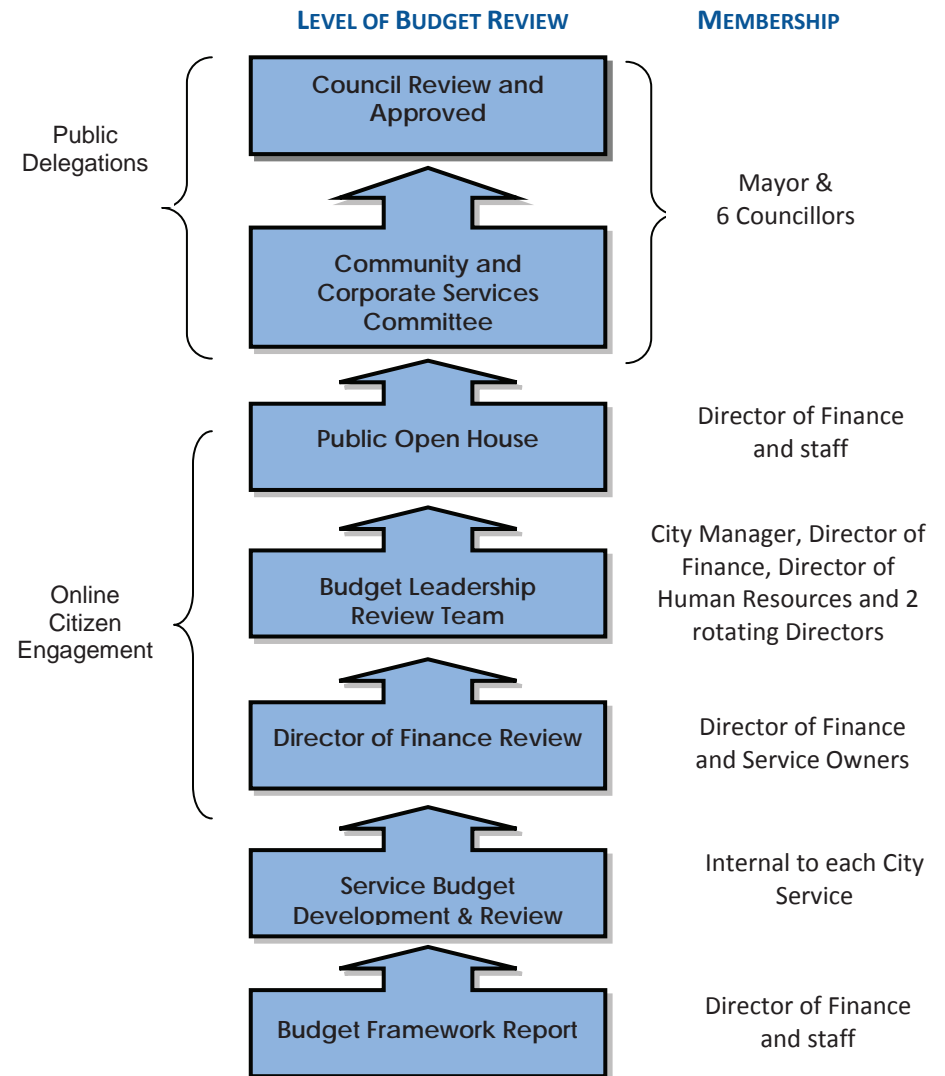 LEVEL OF BUDGET REVIEW
MEMBERSHIP
Council Review and
Approved
Public
Delegations
Mayor &
6 Councillors
Community and
Corporate Services
Committee
Public Open House
Director of Finance
and staff
Online
Citizen
Engagement
Budget Leadership
Review Team
City Manager, Director of
Finance, Director of
Human Resources and 2
rotating Directors
Director of Finance Review
Director of Finance
and Service Owners
Service Budget
Development & Review
Internal to each City
Service
Budget Framework Report
Director of Finance
and staff